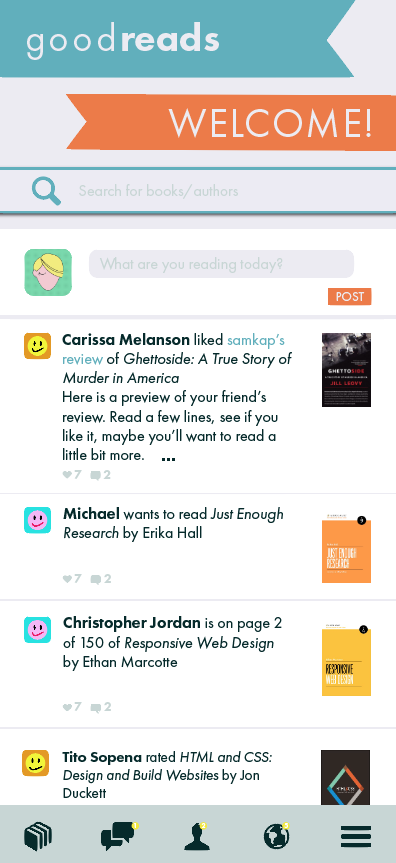 goodreads
WELCOME!
Search for books/authors
What are you reading today?
POST
Carissa Melanson liked samkap's
review of Ghettoside: A True Story of
Murder in America
Here is a preview of your friend's
review. Read a few lines, see if you
like it, maybe you'll want to read a
little bit more. ...
7 2
GHETTOSIDE
JILL LEOVY
Michael wants to read Just Enough
Research by Erika Hall
7 2
JUST ENOUGH
RESEARCH
Christopher Jordan is on page 2
of 150 of Responsive Web Design
by Ethan Marcotte
7 2
RESPONSIVE
WEB DESIGN
Tito Sopena rated HTML and CSS:
Design and Build Websites by Jon
Duckett